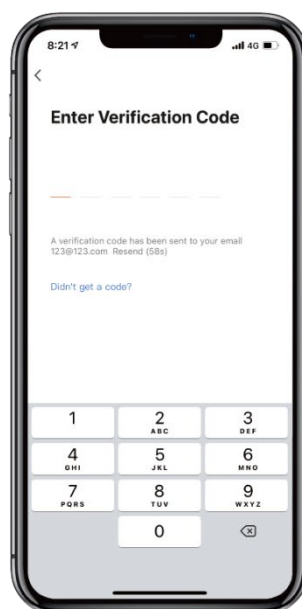 8:21
4G
Enter Verification Code
A verification code has been sent to your email
123@123.com Resend (58s)
Didn't get a code?
1 2 3
ABC DEF
4 5 6
GHI JKL MNO
7 8 9
PQRS TUV WXYZ
0